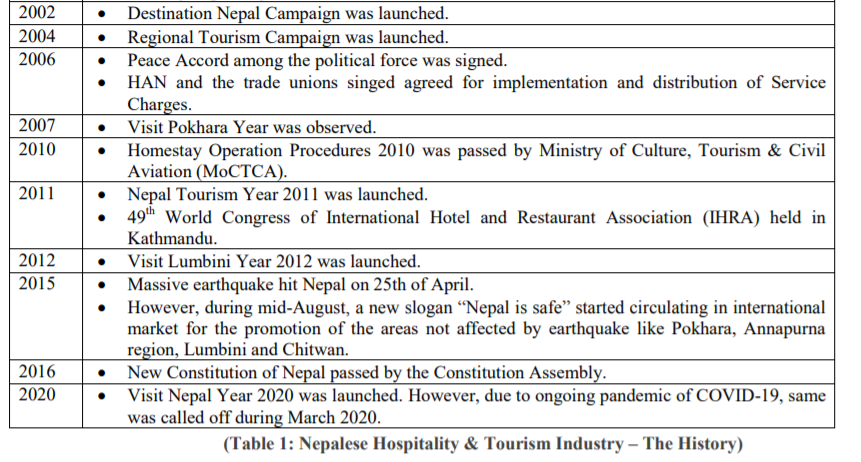 2002 • Destination Nepal Campaign was launched.
2004 • Regional Tourism Campaign was launched.
2006 • Peace Accord among the political force was signed.
• HAN and the trade unions singed agreed for implementation and distribution of Service
Charges.
2007 • Visit Pokhara Year was observed.
2010 • Homestay Operation Procedures 2010 was passed by Ministry of Culture, Tourism & Civil
Aviation (MoCTCA).
2011 • Nepal Tourism Year 2011 was launched.
• 49th World Congress of International Hotel and Restaurant Association (IHRA) held in
Kathmandu.
2012 • Visit Lumbini Year 2012 was launched.
2015 • Massive earthquake hit Nepal on 25th of April.
• However, during mid-August, a new slogan “Nepal is safe” started circulating in international
market for the promotion of the areas not affected by earthquake like Pokhara, Annapurna
region, Lumbini and Chitwan.
2016 • New Constitution of Nepal passed by the Constitution Assembly.
2020 • Visit Nepal Year 2020 was launched. However, due to ongoing pandemic of COVID-19, same
was called off during March 2020.
(Table 1: Nepalese Hospitality & Tourism Industry – The History)